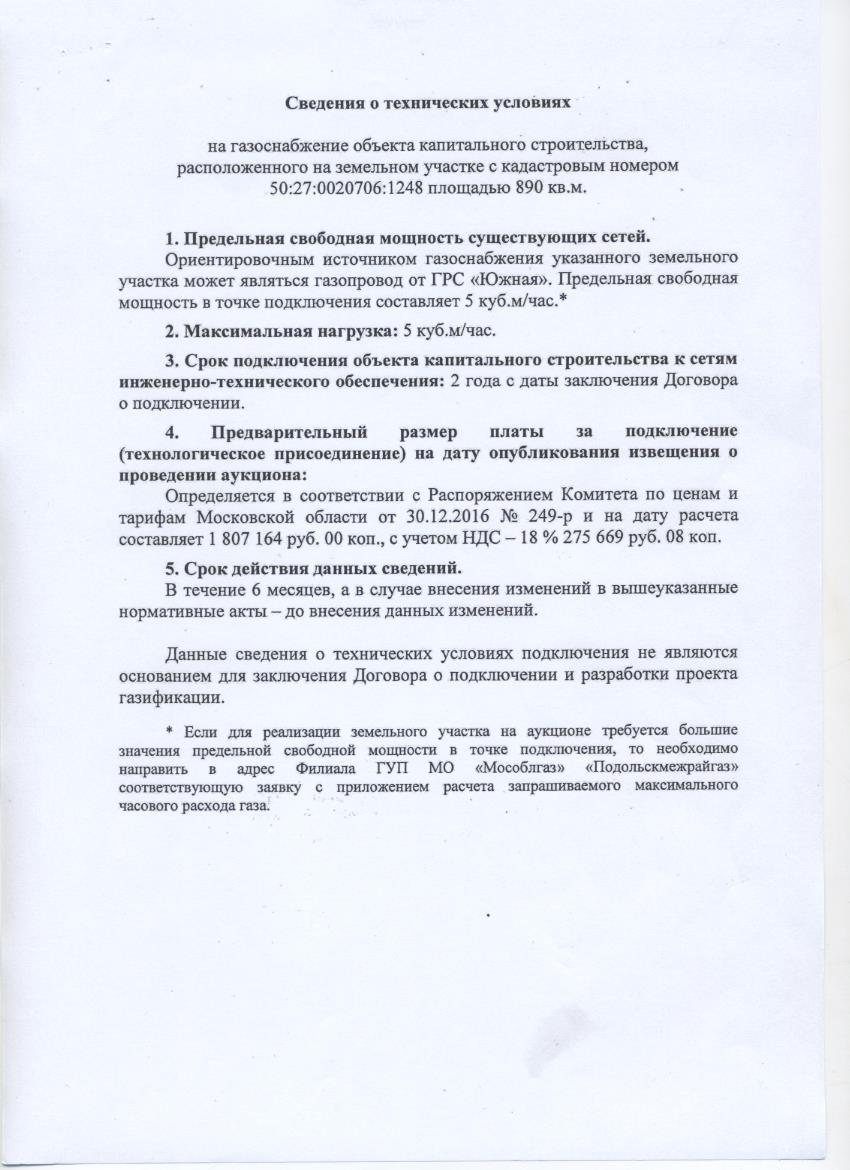 Сведения о технических условиях
на газоснабжение объекта капитального строительства,
расположенного на земельном участке с кадастровым номером
50:27:0020706:1248 площадью 890 кв.м.
1. Предельная свободная мощность существующих сетей.
Ориентировочным источником газоснабжения указанного земельного
участка может являться газопровод от ГРС «Южная». Предельная свободная
мощность в точке подключения составляет 5 куб.м/час.*
2. Максимальная нагрузка: 5 куб.м/час.
3. Срок подключения объекта капитального строительства к сетям
инженерно-технического обеспечения: 2 года с даты заключения Договора
о подключении.
4. Предварительный размер платы за подключение
(технологическое присоединение) на дату опубликования извещения о
проведении аукциона:
Определяется в соответствии с Распоряжением Комитета по ценам и
тарифам Московской области от 30.12.2016 № 249-р и на дату расчета
составляет 1 807 164 руб. 00 коп., с учетом НДС – 18 % 275 669 руб. 08 коп.
5. Срок действия данных сведений.
В течение 6 месяцев, а в случае внесения изменений в вышеуказанные
нормативные акты – до внесения данных изменений.
Данные сведения о технических условиях подключения не являются
основанием для заключения Договора о подключении и разработки проекта
газификации.
* Если для реализации земельного участка на аукционе требуется большие
значения предельной свободной мощности в точке подключения, то необходимо
направить в адрес Филиала ГУП МО «Мособлгаз» «Подольскмежрайгаз»
соответствующую заявку с приложением расчета запрашиваемого максимального
часового расхода газа.